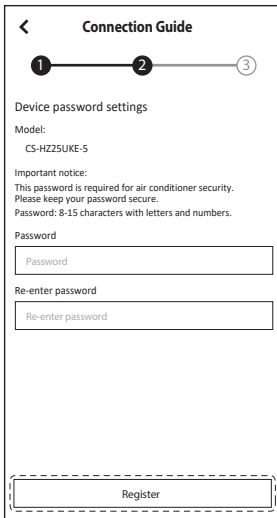 Connection Guide
1 2 3
Device password settings
Model:
CS-HZ25UKE-5
Important notice:
This password is required for air conditioner security.
Please keep your password secure.
Password: 8-15 characters with letters and numbers.
Password
Password
Re-enter password
Re-enter password
Register